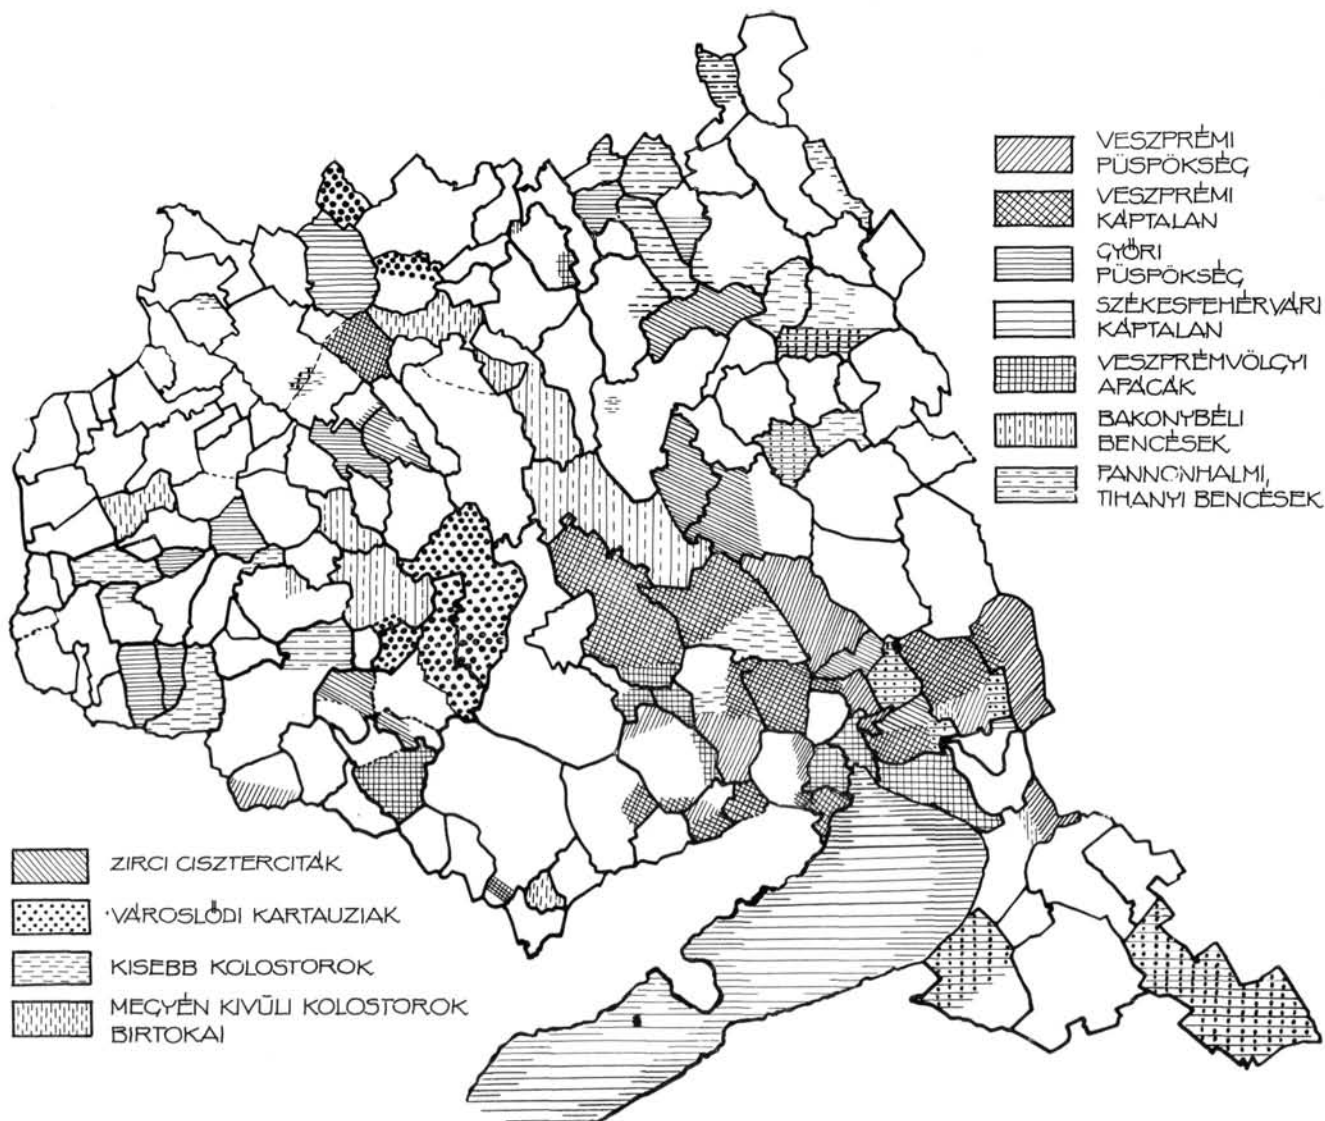 VESZPRÉMI
PÜSPÖKSÉG
VESZPRÉMI
KÁPTALAN
GYŐRI
PÜSPÖKSÉG
SZÉKESFEHÉRVÁRI
KÁPTALAN
VESZPRÉMVÖLGYI
APÁCÁK
BAKONYBÉLI
BENCÉSEK
PANNONHALMI,
TIHANYI BENCÉSEK
ZIRCI CISZTERCITÁK
VÁROSLŐDI KARTAUZIAK
KISEBB KOLOSTOROK
MEGYÉN KIVÜLI KOLOSTOROK
BIRTOKAI